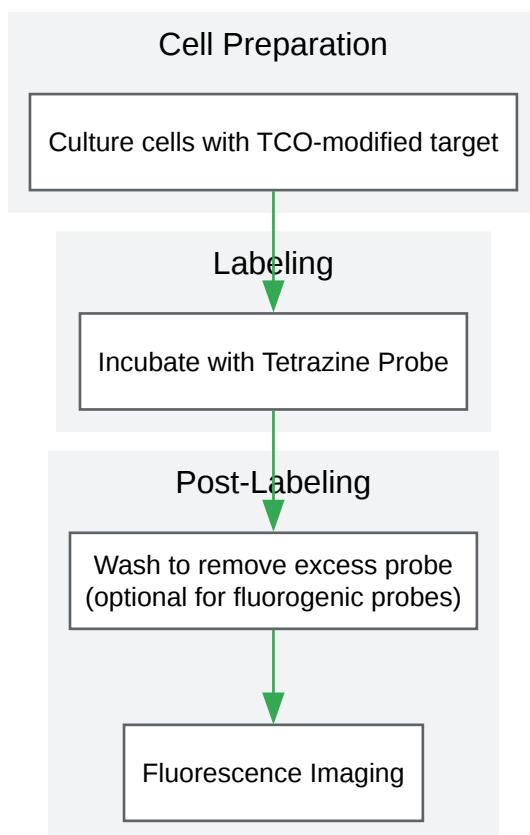 Cell Preparation
Culture cells with TCO-modified target
Labeling
Incubate with Tetrazine Probe
Post-Labeling
Wash to remove excess probe
(optional for fluorogenic probes)
Fluorescence Imaging